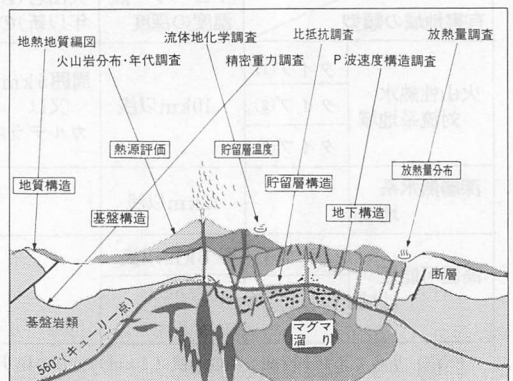 地熱地質編図
流体地化学調査
比抵抗調査
放熱量調査
火山岩分布・年代調査
精密重力調査
P波速度構造調査
熱源評価
貯留層温度
放熱量分布
地質構造
貯留層構造
基盤構造
地下構造
断層
基盤岩類
560°(キューリー点)
マグマ
溜り